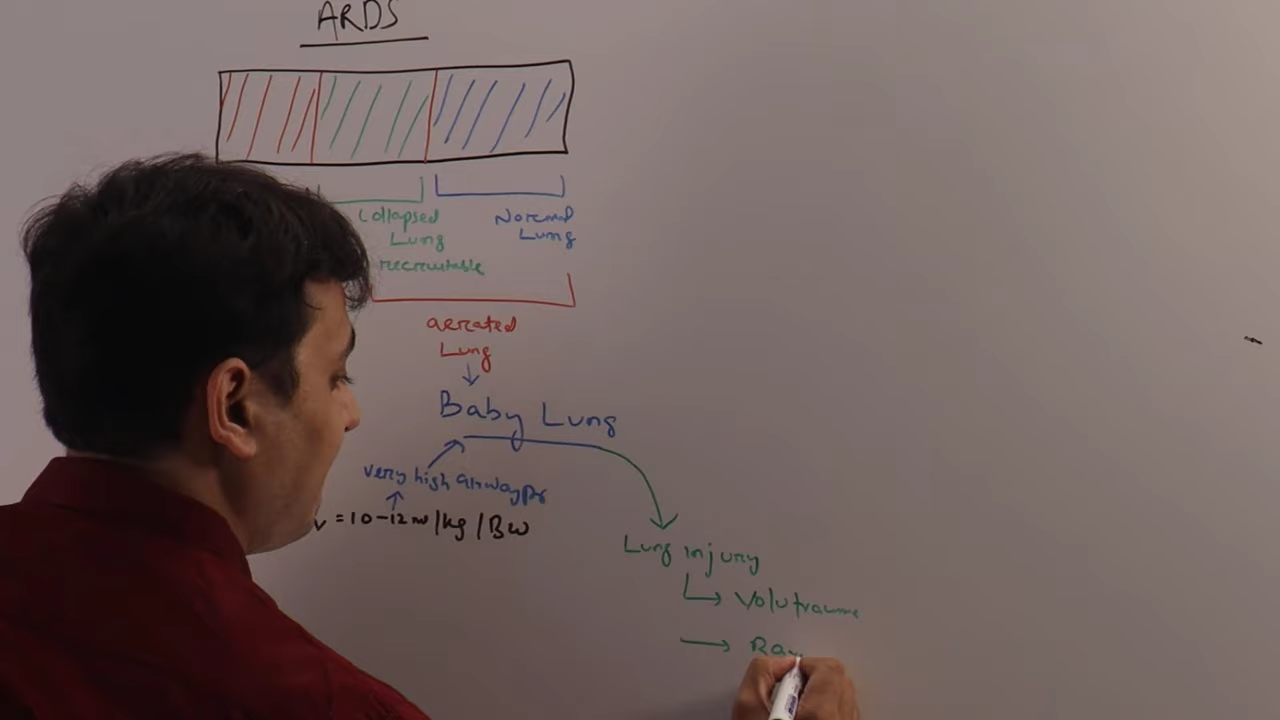 ARDS
Collapsed
Lung
recruitable
Normal
Lung
aerated
Lung
Baby Lung
very high airway pr
v = 10-12 ml/kg/BW
Lung injury
Volutrauma